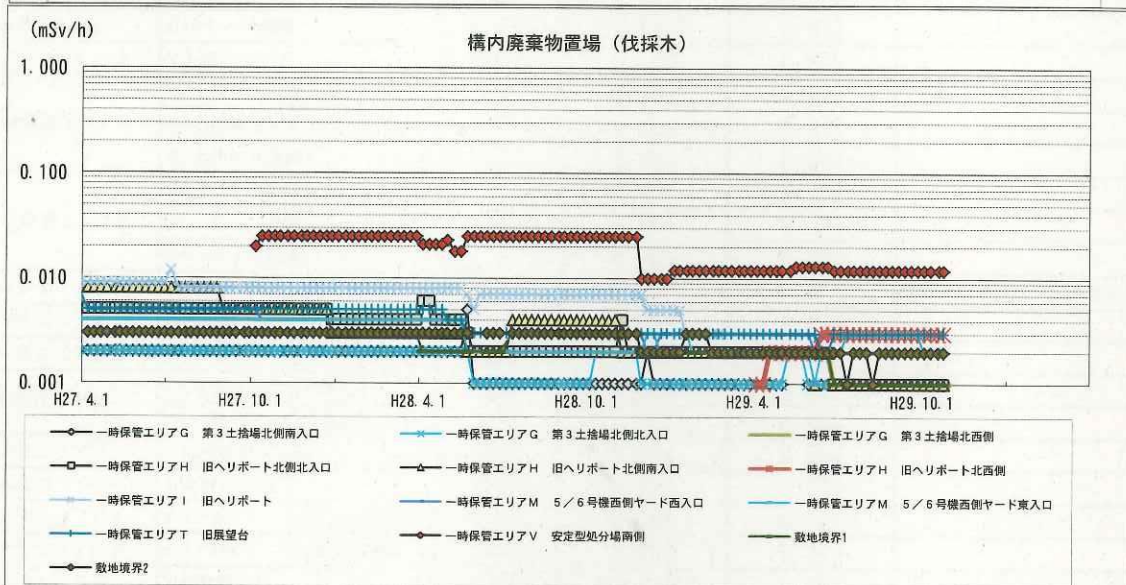 (mSv/h)
構内廃棄物置場（伐採木）
1.000
0.100
0.010
0.001
H27. 4. 1 H27. 10. 1 H28. 4. 1 H28. 10. 1 H29. 4. 1 H29. 10. 1
一時保管エリアG 第3土捨場北側南入口 一時保管エリアG 第3土捨場北側北入口 一時保管エリアG 第3土捨場北西側
一時保管エリアH 旧ヘリポート北側北入口 一時保管エリアH 旧ヘリポート北側南入口 一時保管エリアH 旧ヘリポート北西側
一時保管エリアI 旧ヘリポート 一時保管エリアM 5／6号機西側ヤード西入口 一時保管エリアM 5／6号機西側ヤード東入口
一時保管エリアT 旧展望台 一時保管エリアV 安定型処分場南側 敷地境界1
敷地境界2